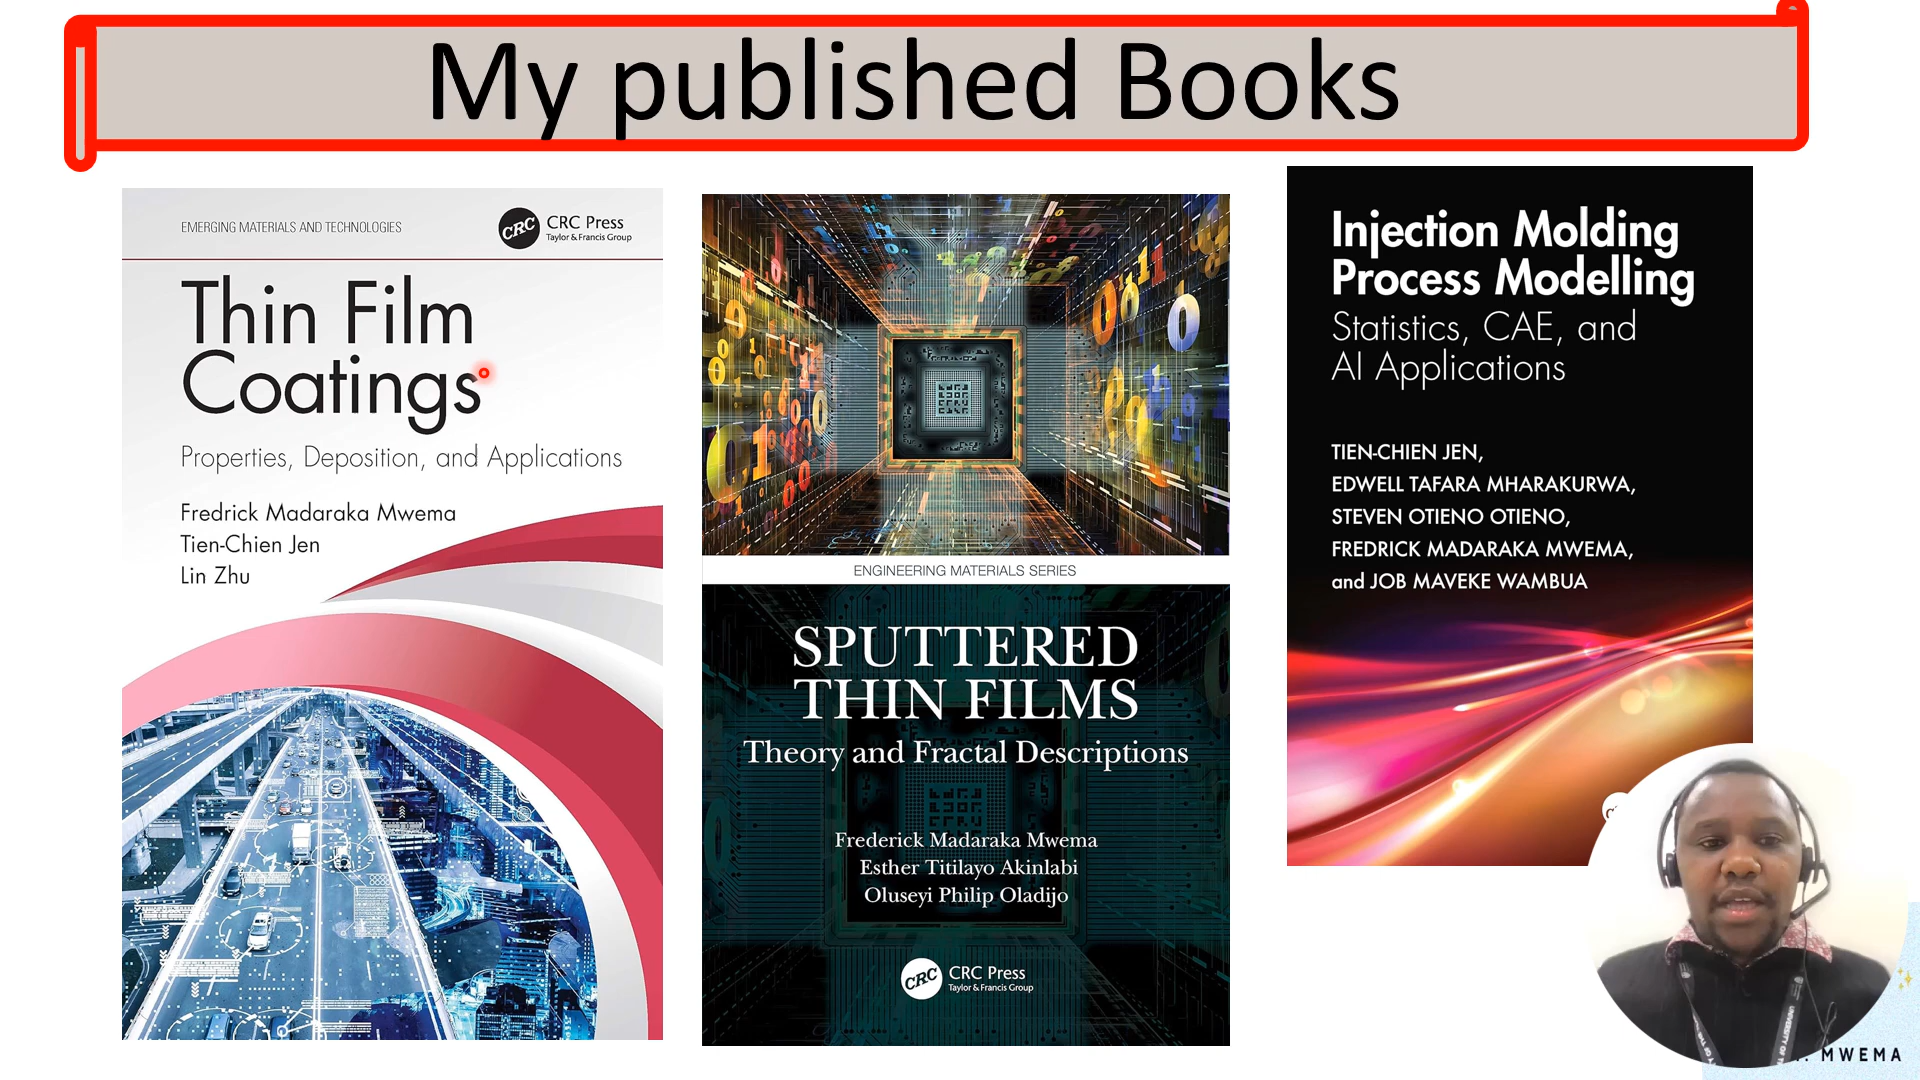 My published Books
EMERGING MATERIALS AND TECHNOLOGIES
CRC
CRC Press
Taylor & Francis Group
Thin Film
Coatings
Properties, Deposition, and Applications
Fredrick Madaraka Mwema
Tien-Chien Jen
Lin Zhu
ENGINEERING MATERIALS SERIES
SPUTTERED
THIN FILMS
Theory and Fractal Descriptions
Frederick Madaraka Mwema
Esther Titilayo Akinlabi
Oluseyi Philip Oladijo
CRC
CRC Press
Taylor & Francis Group
Injection Molding
Process Modelling
Statistics, CAE, and
AI Applications
TIEN-CHIEN JEN,
EDWELL TAFARA MHARAKURWA,
STEVEN OTIENO OTIENO,
FREDRICK MADARAKA MWEMA,
and JOB MAVEKE WAMBUA
MWEMA